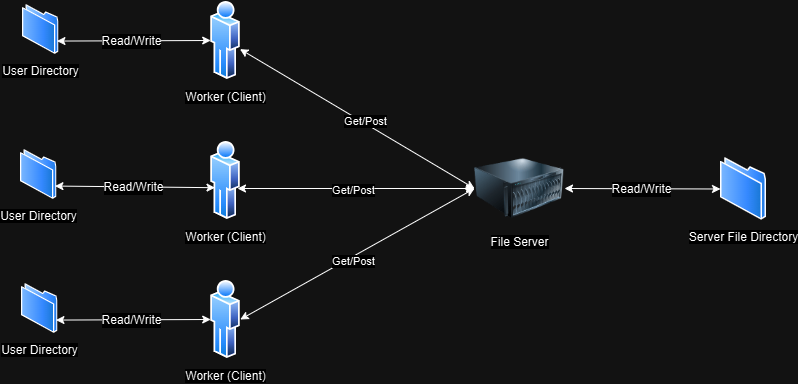 Read/Write
User Directory
Worker (Client)
Get/Post
Read/Write
User Directory
Worker (Client)
Get/Post
File Server
Read/Write
Server File Directory
Get/Post
Read/Write
User Directory
Worker (Client)